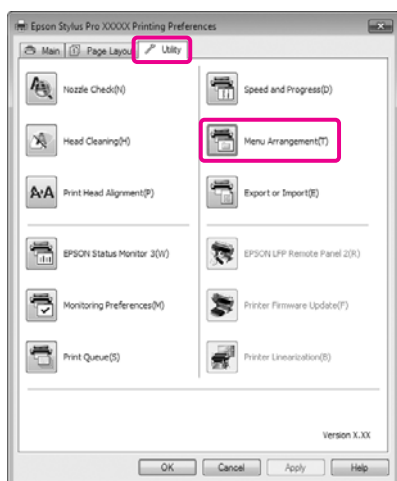 Epson Stylus Pro XXXXX Printing Preferences
Main
Page Layou
Utility
Nozzle Check(N)
Speed and Progress(D)
Head Cleaning(H)
Menu Arrangement(T)
Print Head Alignment(P)
Export or Import(E)
EPSON Status Monitor 3(W)
EPSON LFP Remote Panel 2(R)
Monitoring Preferences(M)
Printer Firmware Update(F)
Print Queue(S)
Printer Linearization(B)
Version X.XX
OK
Cancel
Apply
Help